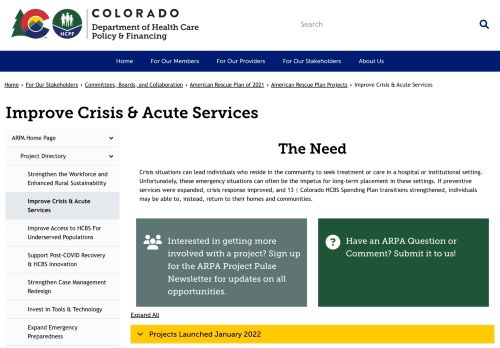 COLORADO
Department of Health Care
Policy & Financing
HCPF
Search
Home
For Our Members
For Our Providers
For Our Stakeholders
About Us
Home › For Our Stakeholders › Committees, Boards, and Collaboration › American Rescue Plan of 2021 › American Rescue Plan Projects › Improve Crisis & Acute Services
Improve Crisis & Acute Services
ARPA Home Page
Project Directory
Strengthen the Workforce and
Enhanced Rural Sustainability
Improve Crisis & Acute
Services
Improve Access to HCBS For
Underserved Populations
Support Post-COVID Recovery
& HCBS Innovation
Strengthen Case Management
Redesign
Invest in Tools & Technology
Expand Emergency
Preparedness
The Need
Crisis situations can lead individuals who reside in the community to seek treatment or care in a hospital or institutional setting.
Unfortunately, these emergency situations can often be the impetus for long-term placement in these settings. If preventive
services were expanded, crisis response improved, and 13 | Colorado HCBS Spending Plan transitions strengthened, individuals
may be able to, instead, return to their homes and communities.
Interested in getting more
involved with a project? Sign up
for the ARPA Project Pulse
Newsletter for updates on all
opportunities.
Have an ARPA Question or
Comment? Submit it to us!
Expand All
Projects Launched January 2022